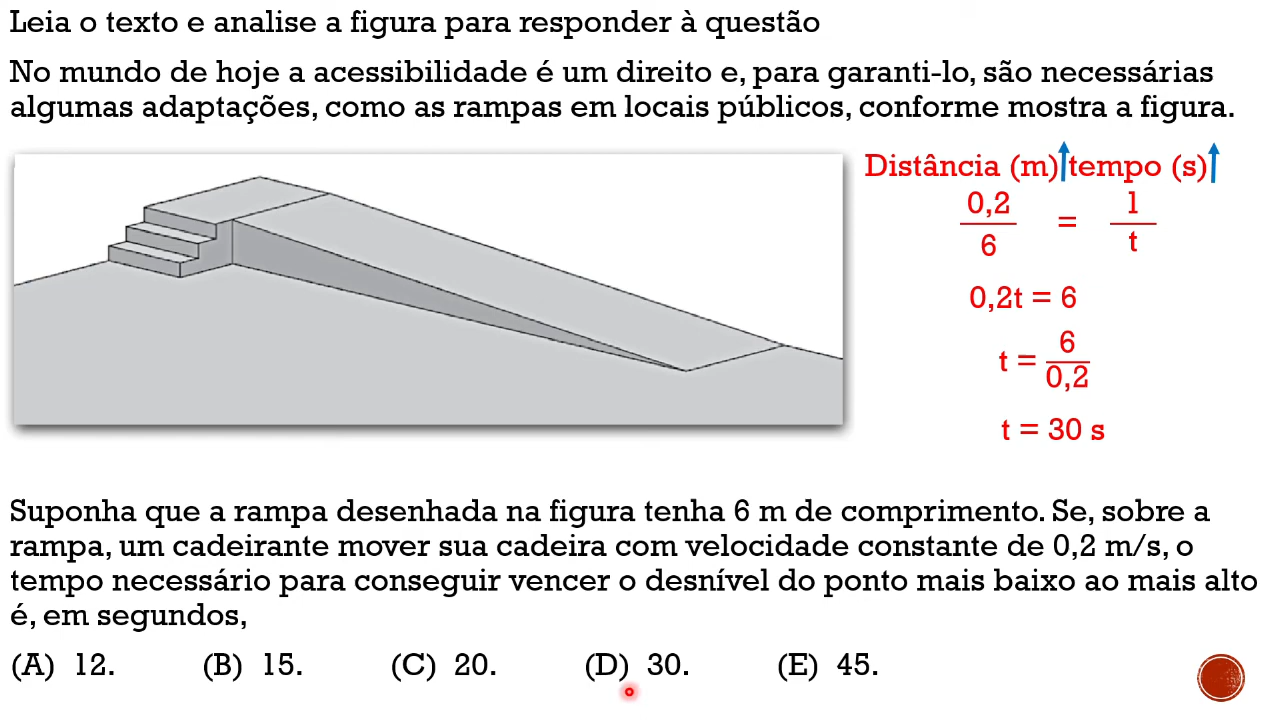 Leia o texto e analise a figura para responder à questão
No mundo de hoje a acessibilidade é um direito e, para garanti-lo, são necessárias
algumas adaptações, como as rampas em locais públicos, conforme mostra a figura.
Distância (m) tempo (s)
0,2 1
= 
6 t
0,2t = 6
6
t =
0,2
t = 30 s
Suponha que a rampa desenhada na figura tenha 6 m de comprimento. Se, sobre a
rampa, um cadeirante mover sua cadeira com velocidade constante de 0,2 m/s, o
tempo necessário para conseguir vencer o desnível do ponto mais baixo ao mais alto
é, em segundos,
(A) 12. (B) 15. (C) 20. (D) 30. (E) 45.